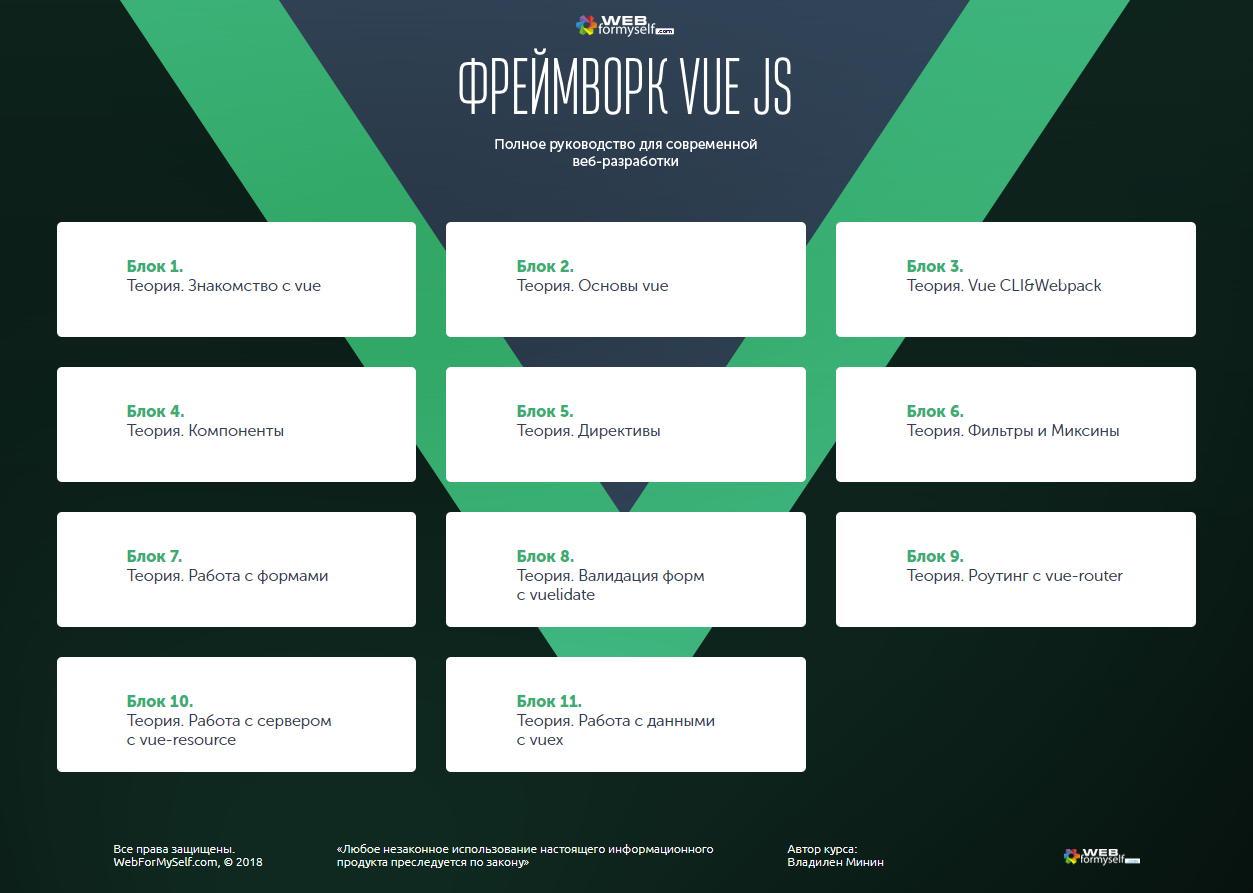 WEB
formyself.com
ФРЕЙМВОРК VUE JS
Полное руководство для современной
веб-разработки
Блок 1.
Теория. Знакомство с vue
Блок 2.
Теория. Основы vue
Блок 3.
Теория. Vue CLI&Webpack
Блок 4.
Теория. Компоненты
Блок 5.
Теория. Директивы
Блок 6.
Теория. Фильтры и Миксины
Блок 7.
Теория. Работа с формами
Блок 8.
Теория. Валидация форм
с vuelidate
Блок 9.
Теория. Роутинг с vue-router
Блок 10.
Теория. Работа с сервером
с vue-resource
Блок 11.
Теория. Работа с данными
с vuex
Все права защищены.
WebForMySelf.com, © 2018
«Любое незаконное использование настоящего информационного
продукта преследуется по закону»
Автор курса:
Владилен Минин
WEB
formyself